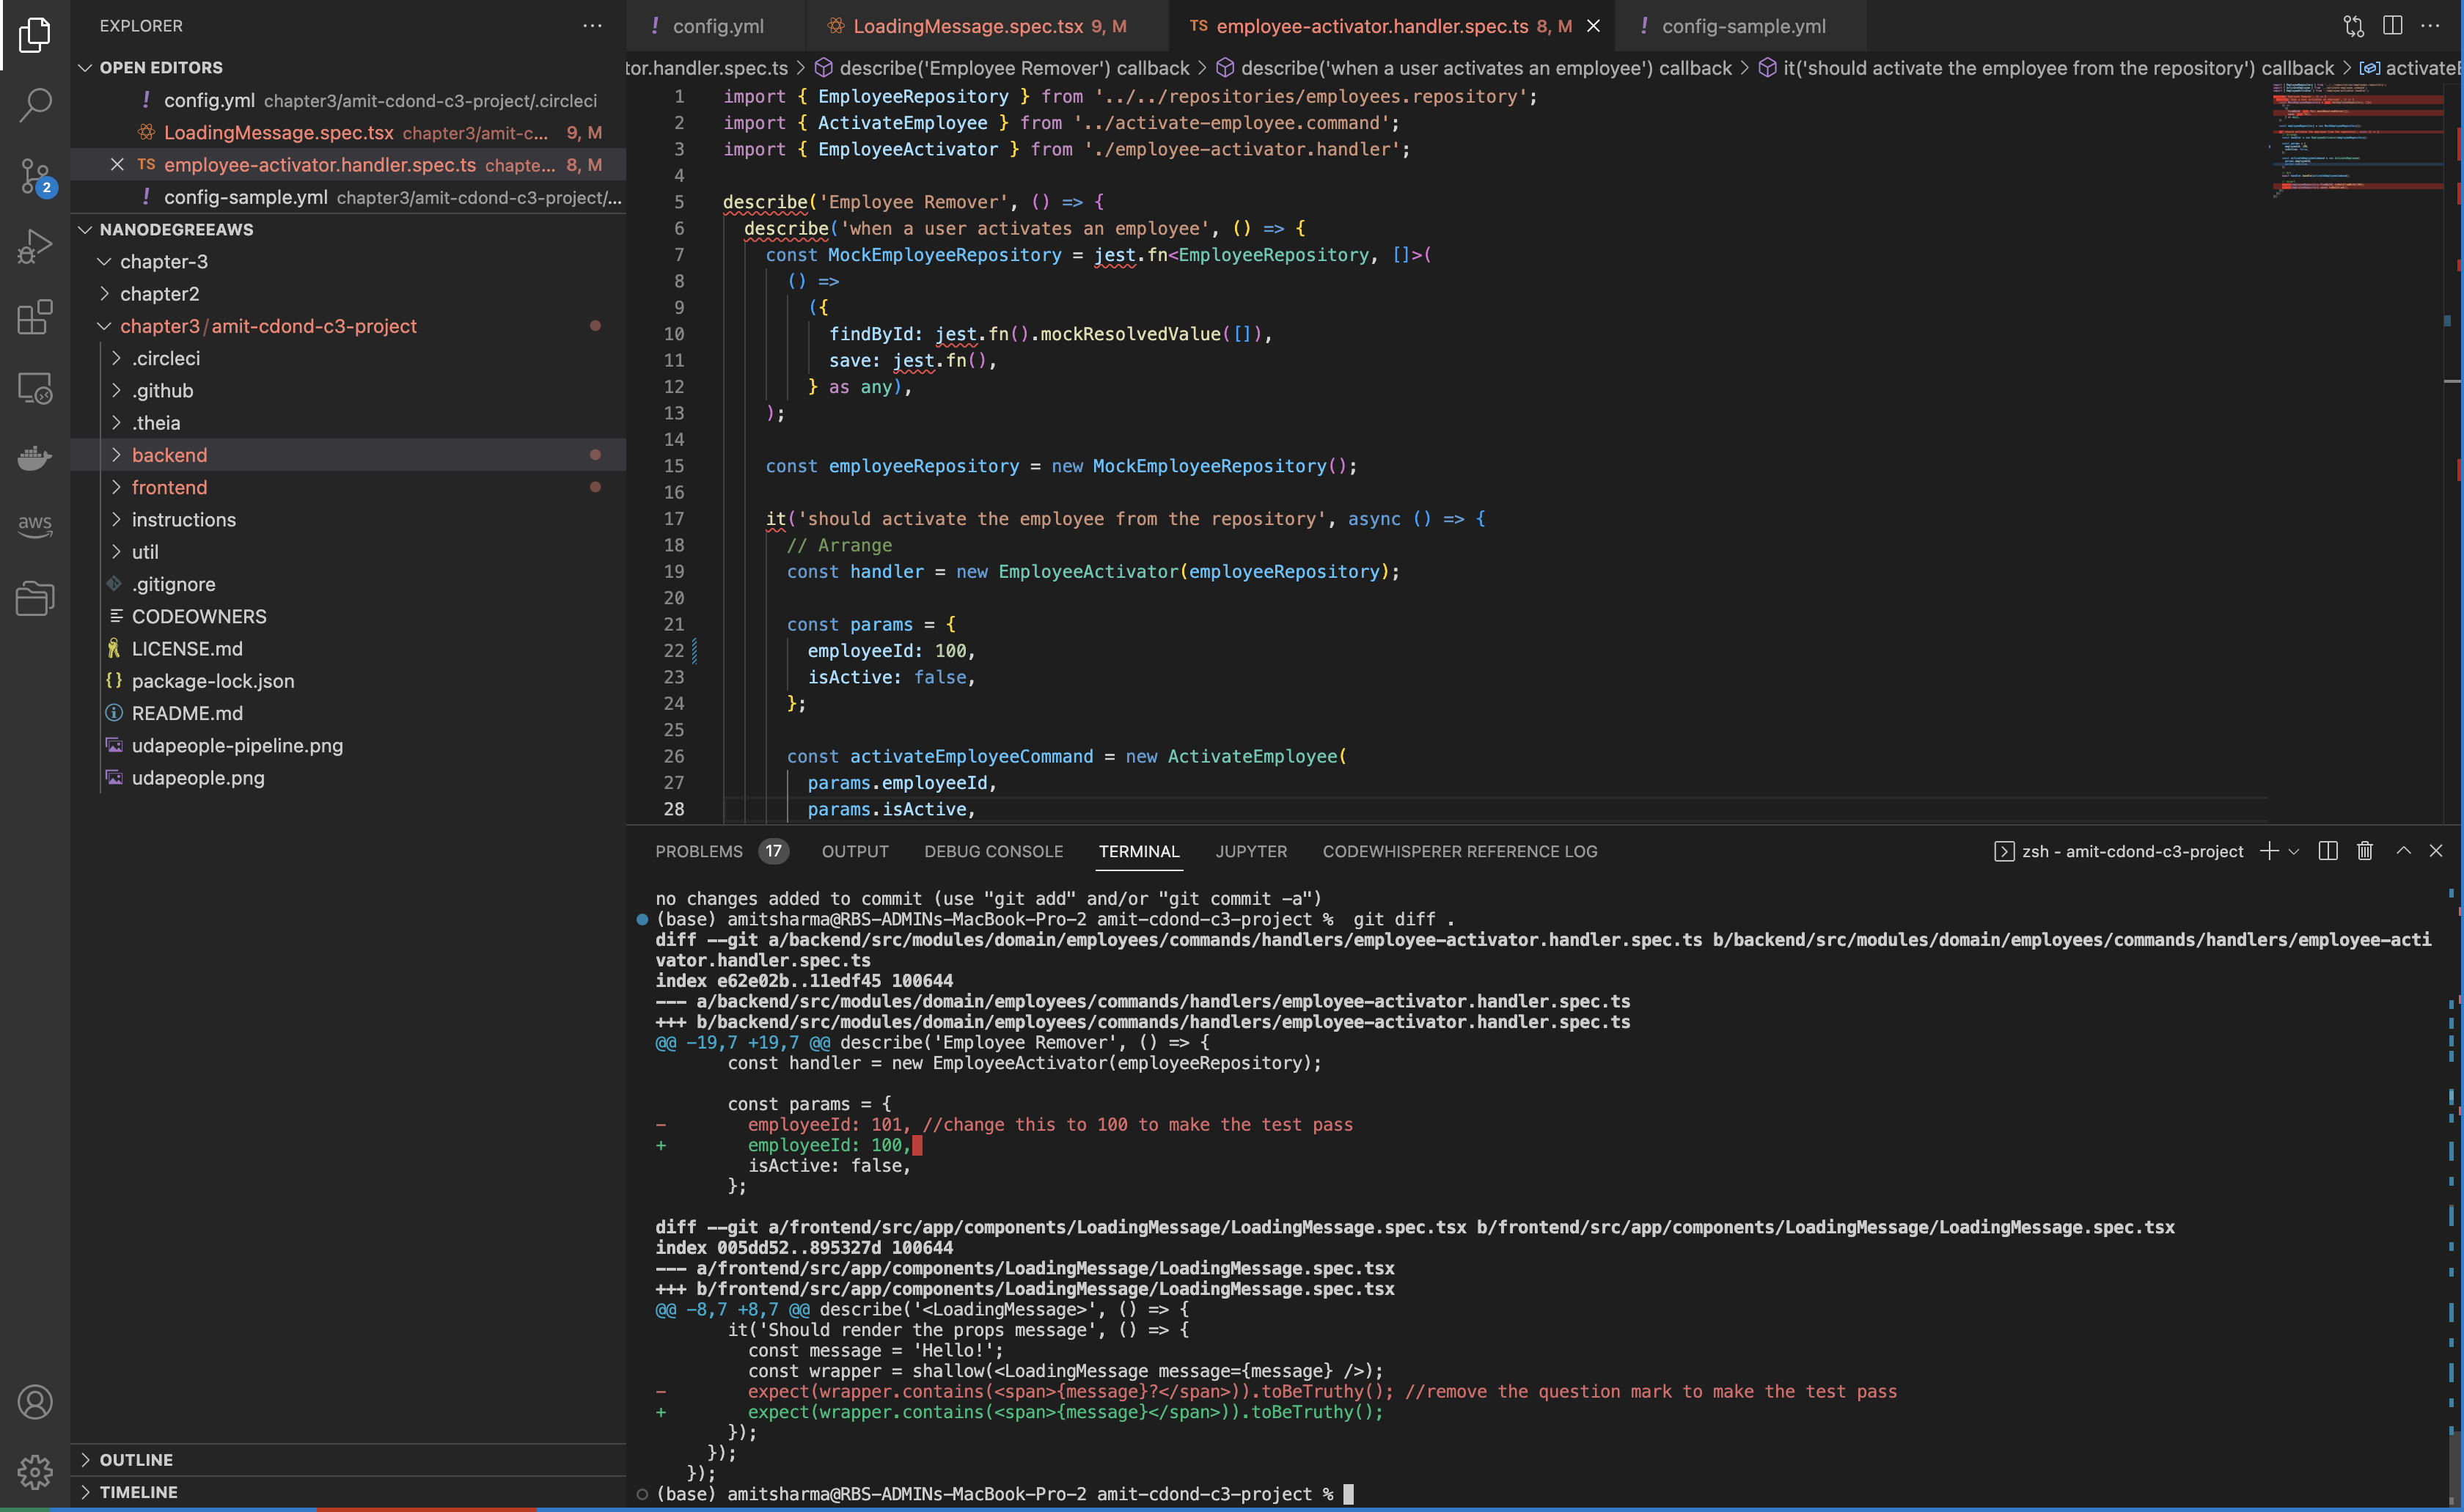 EXPLORER
OPEN EDITORS
! config.yml chapter3/amit-cdond-c3-project/.circleci
LoadingMessage.spec.tsx chapter3/amit-c... 9, M
TS employee-activator.handler.spec.ts chapte... 8, M
! config-sample.yml chapter3/amit-cdond-c3-project/...
NANODEGREEAWS
chapter-3
chapter2
chapter3/amit-cdond-c3-project
.circleci
.github
.theia
backend
frontend
instructions
util
.gitignore
CODEOWNERS
LICENSE.md
{} package-lock.json
README.md
udapeople-pipeline.png
udapeople.png
OUTLINE
TIMELINE
2
aws
! config.yml
LoadingMessage.spec.tsx 9, M
TS employee-activator.handler.spec.ts 8, M
! config-sample.yml
tor.handler.spec.ts > describe('Employee Remover') callback > describe('when a user activates an employee') callback > it('should activate the employee from the repository') callback > activateE
1 import { EmployeeRepository } from '../../repositories/employees.repository';
2 import { ActivateEmployee } from '../activate-employee.command';
3 import { EmployeeActivator } from './employee-activator.handler';
4
5 describe('Employee Remover', () => {
6 describe('when a user activates an employee', () => {
7 const MockEmployeeRepository = jest.fn<EmployeeRepository, []>(
8 () =>
9 ({
10 findById: jest.fn().mockResolvedValue([]),
11 save: jest.fn(),
12 } as any),
13 );
14
15 const employeeRepository = new MockEmployeeRepository();
16
17 it('should activate the employee from the repository', async () => {
18 // Arrange
19 const handler = new EmployeeActivator(employeeRepository);
20
21 const params = {
22 employeeId: 100,
23 isActive: false,
24 };
25
26 const activateEmployeeCommand = new ActivateEmployee(
27 params.employeeId,
28 params.isActive,
PROBLEMS 17 OUTPUT DEBUG CONSOLE TERMINAL JUPYTER CODEWHISPERER REFERENCE LOG
zsh - amit-cdond-c3-project
no changes added to commit (use "git add" and/or "git commit -a")
(base) amitsharma@RBS-ADMINs-MacBook-Pro-2 amit-cdond-c3-project % git diff .
diff --git a/backend/src/modules/domain/employees/commands/handlers/employee-activator.handler.spec.ts b/backend/src/modules/domain/employees/commands/handlers/employee-acti
vator.handler.spec.ts
index e62e02b..11edf45 100644
--- a/backend/src/modules/domain/employees/commands/handlers/employee-activator.handler.spec.ts
+++ b/backend/src/modules/domain/employees/commands/handlers/employee-activator.handler.spec.ts
@@ -19,7 +19,7 @@ describe('Employee Remover', () => {
const handler = new EmployeeActivator(employeeRepository);
const params = {
- employeeId: 101, //change this to 100 to make the test pass
+ employeeId: 100,
isActive: false,
};
diff --git a/frontend/src/app/components/LoadingMessage/LoadingMessage.spec.tsx b/frontend/src/app/components/LoadingMessage/LoadingMessage.spec.tsx
index 005dd52..895327d 100644
--- a/frontend/src/app/components/LoadingMessage/LoadingMessage.spec.tsx
+++ b/frontend/src/app/components/LoadingMessage/LoadingMessage.spec.tsx
@@ -8,7 +8,7 @@ describe('<LoadingMessage>', () => {
it('Should render the props message', () => {
const message = 'Hello!';
const wrapper = shallow(<LoadingMessage message={message} />);
- expect(wrapper.contains(<span>{message}?</span>)).toBeTruthy(); //remove the question mark to make the test pass
+ expect(wrapper.contains(<span>{message}</span>)).toBeTruthy();
});
});
});
(base) amitsharma@RBS-ADMINs-MacBook-Pro-2 amit-cdond-c3-project %